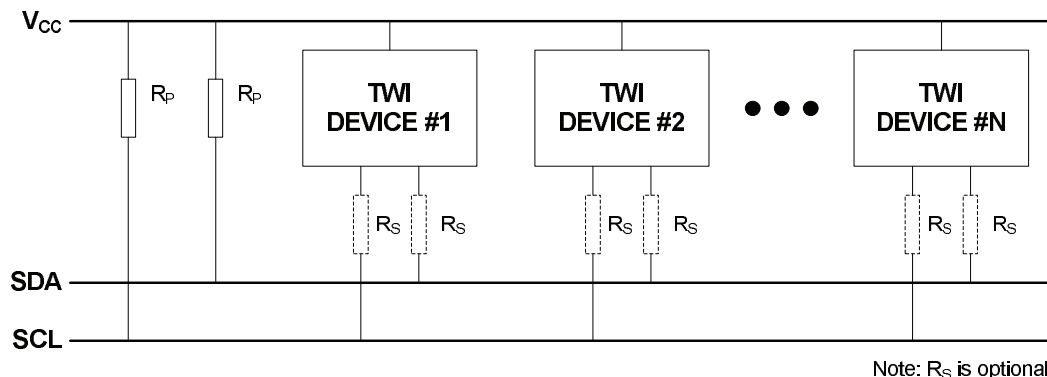 VCC
RP
RP
TWI
DEVICE #1
TWI
DEVICE #2
TWI
DEVICE #N
RS
RS
RS
RS
RS
RS
SDA
SCL
Note: RS is optional